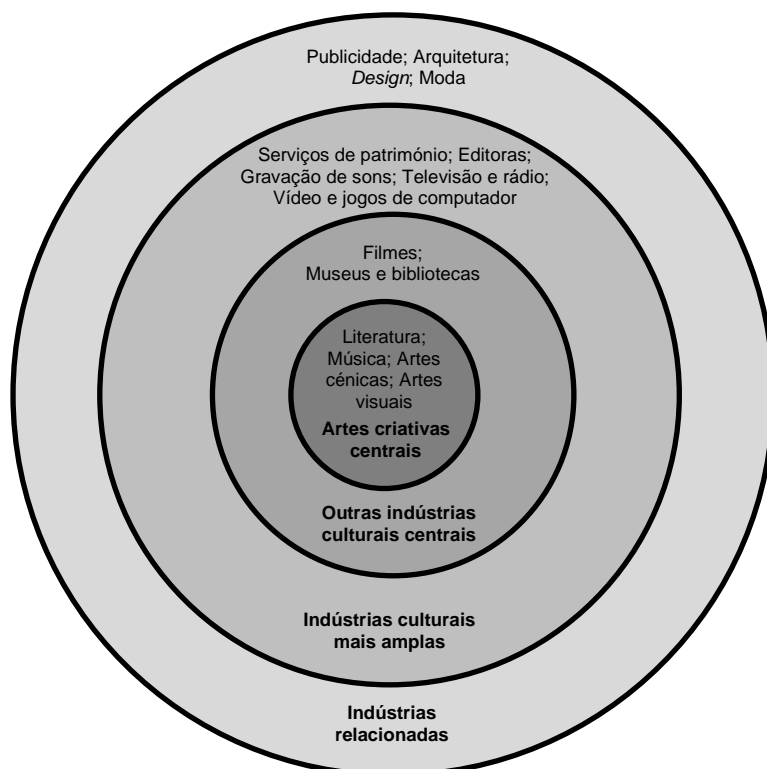 Publicidade; Arquitetura;
Design; Moda
Serviços de património; Editoras;
Gravação de sons; Televisão e rádio;
Vídeo e jogos de computador
Filmes;
Museus e bibliotecas
Literatura;
Música; Artes
cénicas; Artes
visuais
Artes criativas
centrais
Outras indústrias
culturais centrais
Indústrias culturais
mais amplas
Indústrias
relacionadas